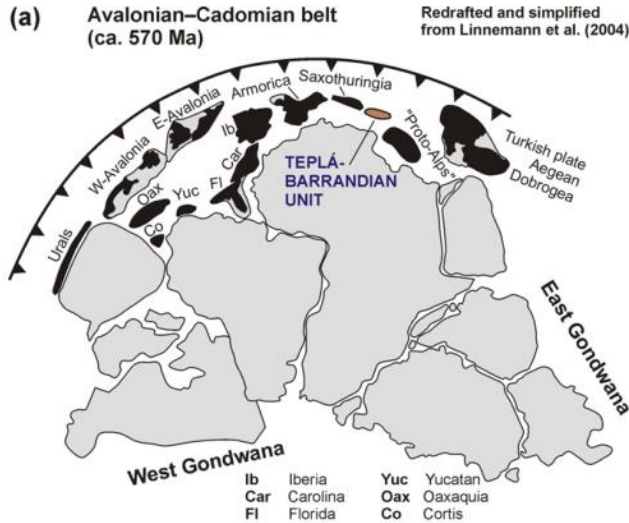 (a) Avalonian–Cadomian belt
(ca. 570 Ma)
Redrafted and simplified
from Linnemann et al. (2004)
Armorica
Saxothuringia
E-Avalonia
W-Avalonia
Ib
Car
Fl
Yuc
Oax
Co
Urals
"Proto-Alps"
Turkish plate
Aegean
Dobrogea
TEPLÁ-
BARRANDIAN
UNIT
East Gondwana
West Gondwana
Ib Iberia
Car Carolina
Fl Florida
Yuc Yucatan
Oax Oaxaquia
Co Cortis